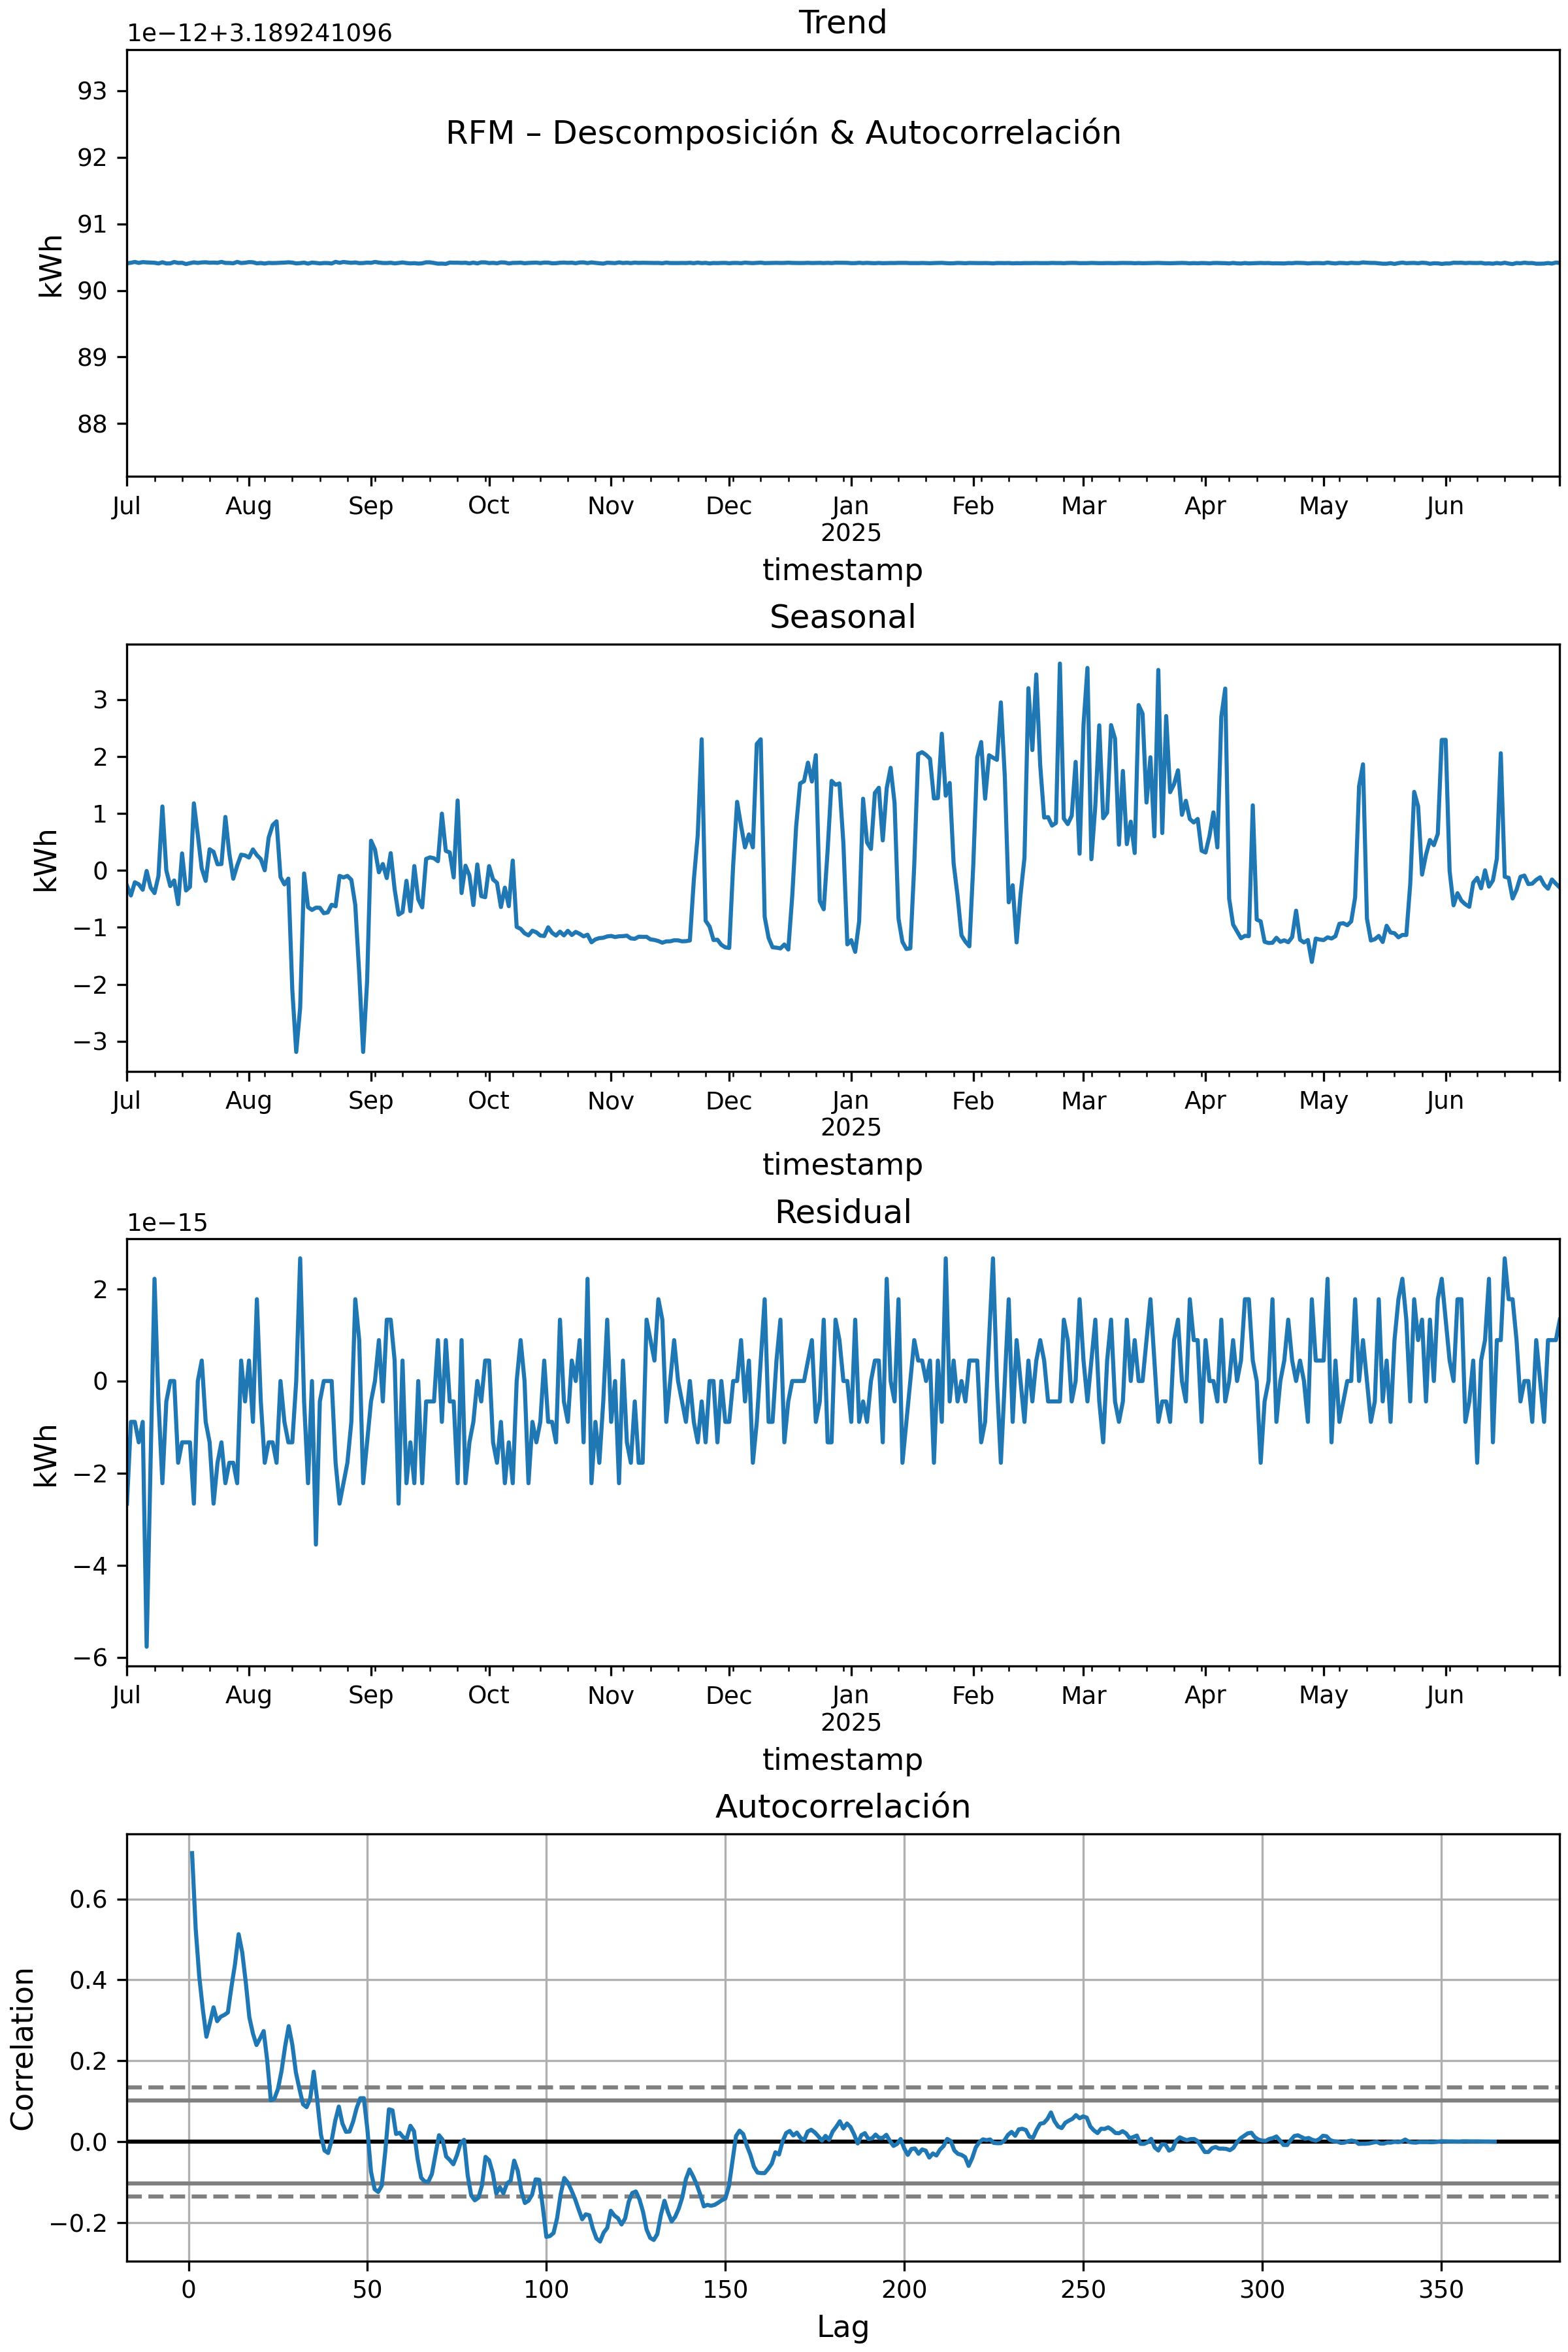 Trend
1e−12+3.189241096
RFM – Descomposición & Autocorrelación
kWh
93
92
91
90
89
88
Jul Aug Sep Oct Nov Dec Jan Feb Mar Apr May Jun
2025
timestamp
Seasonal
kWh
3
2
1
0
−1
−2
−3
Jul Aug Sep Oct Nov Dec Jan Feb Mar Apr May Jun
2025
timestamp
Residual
1e−15
kWh
2
0
−2
−4
−6
Jul Aug Sep Oct Nov Dec Jan Feb Mar Apr May Jun
2025
timestamp
Autocorrelación
Correlation
0.6
0.4
0.2
0.0
−0.2
0 50 100 150 200 250 300 350
Lag